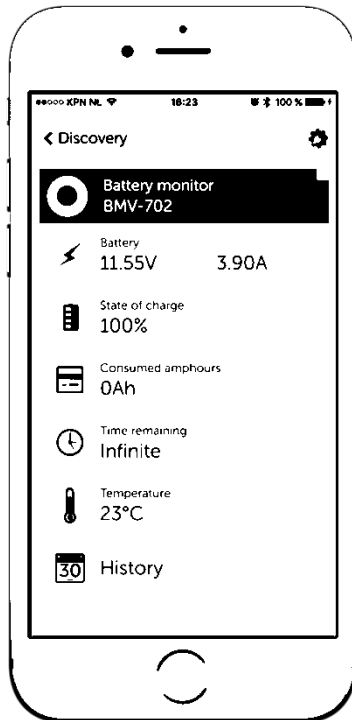 KPN NL 16:23 100 %
Discovery
Battery monitor
BMV-702
Battery
11.55V 3.90A
State of charge
100%
Consumed amphours
0Ah
Time remaining
Infinite
Temperature
23°C
30 History